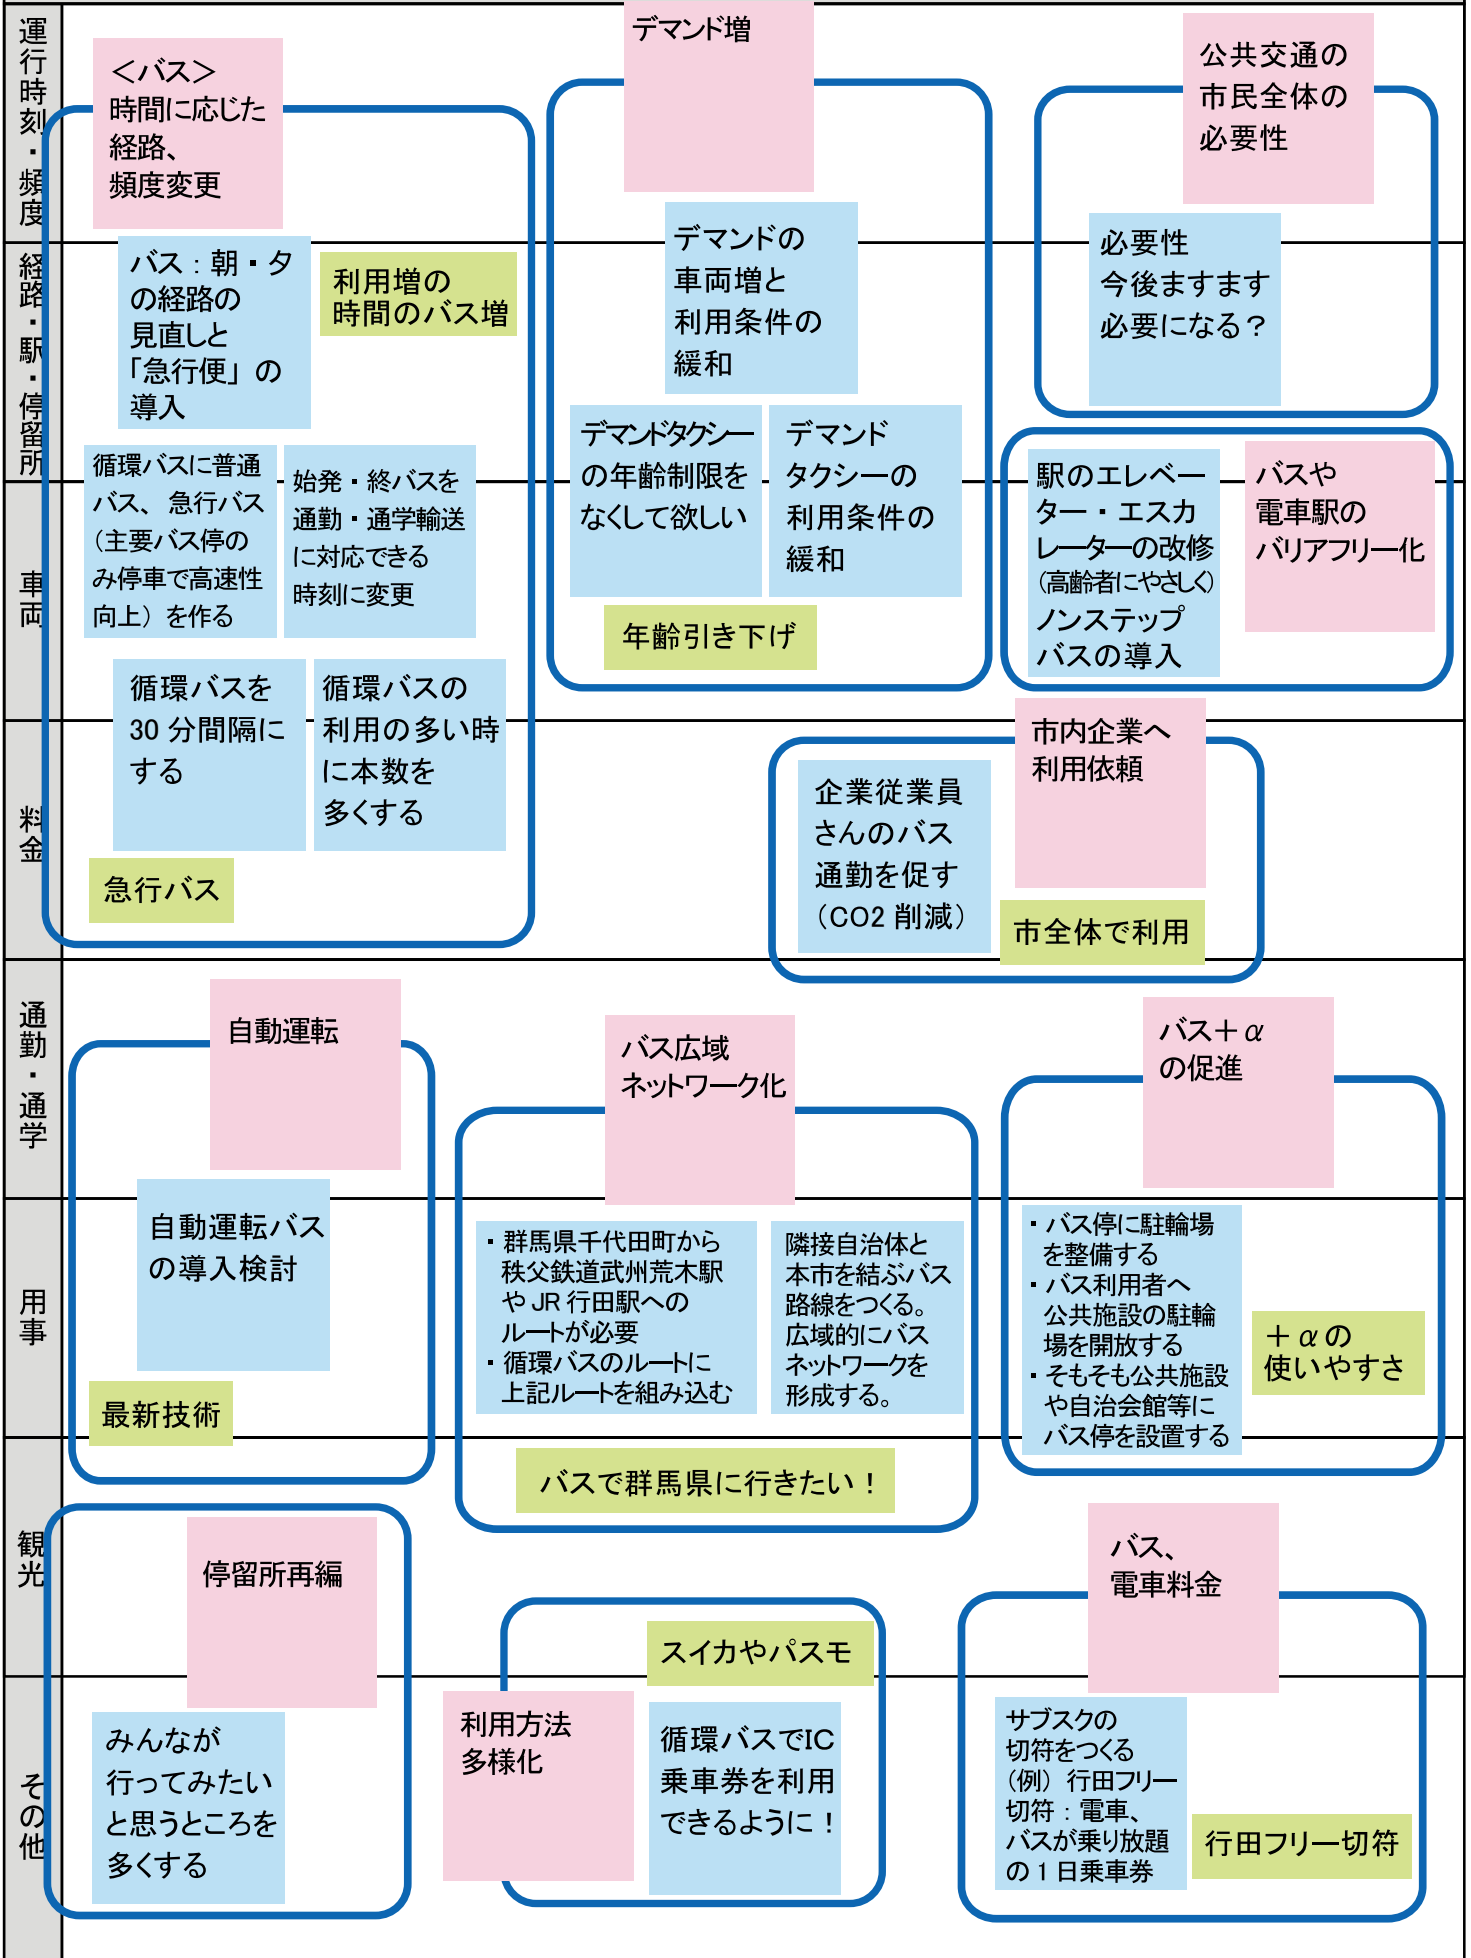 運行時刻・頻度
経路・駅・停留所
車両
料金
通勤・通学
用事
観光
その他
＜バス＞
時間に応じた
経路、
頻度変更
バス：朝・夕
の経路の
見直しと
「急行便」の
導入
利用増の
時間のバス増
循環バスに普通
バス、急行バス
（主要バス停の
み停車で高速性
向上）を作る
始発・終バスを
通勤・通学輸送
に対応できる
時刻に変更
循環バスを
30 分間隔に
する
循環バスの
利用の多い時
に本数を
多くする
急行バス
デマンド増
デマンドの
車両増と
利用条件の
緩和
デマンドタクシー
の年齢制限を
なくして欲しい
デマンド
タクシーの
利用条件の
緩和
年齢引き下げ
公共交通の
市民全体の
必要性
必要性
今後ますます
必要になる？
駅のエレベー
ター・エスカ
レーターの改修
（高齢者にやさしく）
ノンステップ
バスの導入
バスや
電車駅の
バリアフリー化
市内企業へ
利用依頼
企業従業員
さんのバス
通勤を促す
（CO2 削減）
市全体で利用
自動運転
自動運転バス
の導入検討
最新技術
バス広域
ネットワーク化
・群馬県千代田町から
秩父鉄道武州荒木駅
や JR 行田駅への
ルートが必要
・循環バスのルートに
上記ルートを組み込む
隣接自治体と
本市を結ぶバス
路線をつくる。
広域的にバス
ネットワークを
形成する。
バスで群馬県に行きたい！
バス＋α
の促進
・バス停に駐輪場
を整備する
・バス利用者へ
公共施設の駐輪
場を開放する
・そもそも公共施設
や自治会館等に
バス停を設置する
＋αの
使いやすさ
停留所再編
みんなが
行ってみたい
と思うところを
多くする
スイカやパスモ
利用方法
多様化
循環バスでIC
乗車券を利用
できるように！
バス、
電車料金
サブスクの
切符をつくる
（例）行田フリー
切符：電車、
バスが乗り放題
の 1 日乗車券
行田フリー切符